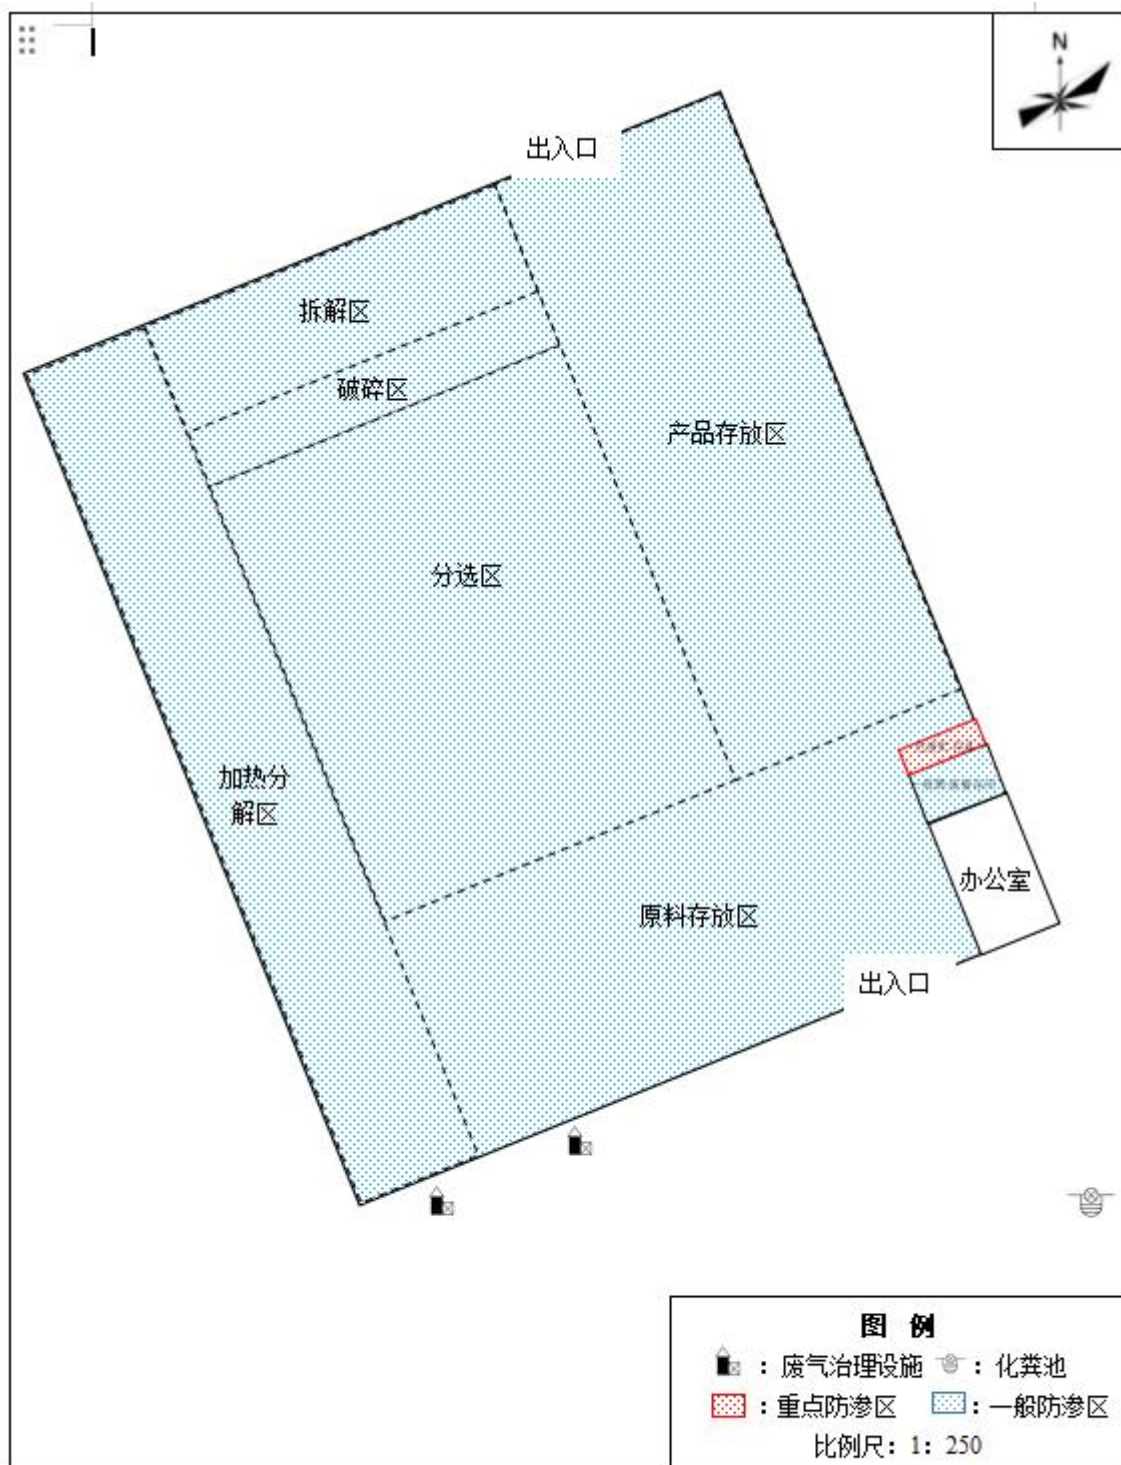 N
出入口
拆解区
破碎区
产品存放区
分选区
加热分
解区
办公室
原料存放区
出入口
图 例
：废气治理设施 ：化粪池
：重点防渗区 ：一般防渗区
比例尺：1：250